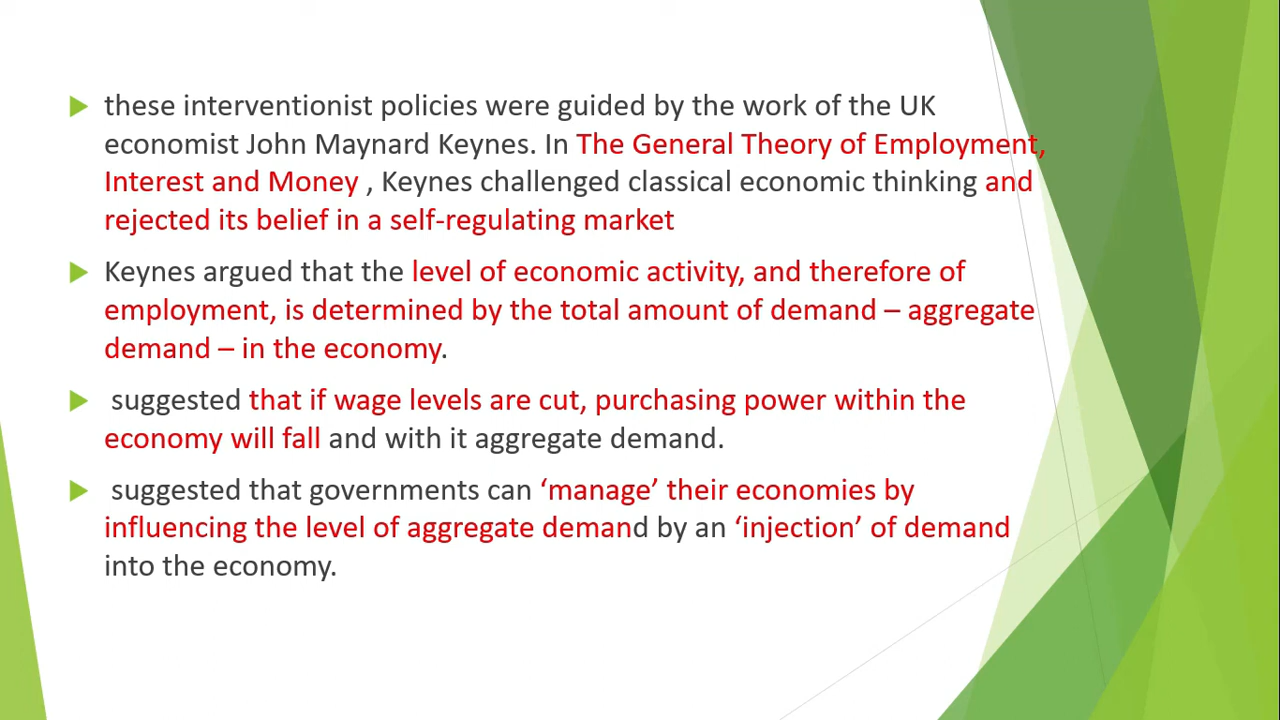 these interventionist policies were guided by the work of the UK
economist John Maynard Keynes. In The General Theory of Employment,
Interest and Money , Keynes challenged classical economic thinking and
rejected its belief in a self-regulating market
Keynes argued that the level of economic activity, and therefore of
employment, is determined by the total amount of demand – aggregate
demand – in the economy.
suggested that if wage levels are cut, purchasing power within the
economy will fall and with it aggregate demand.
suggested that governments can ‘manage’ their economies by
influencing the level of aggregate demand by an ‘injection’ of demand
into the economy.